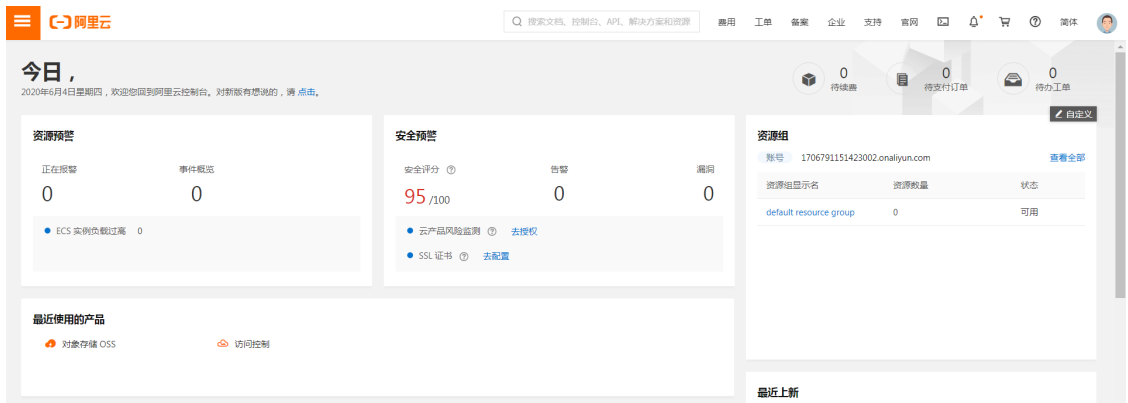 阿里云
搜索文档、控制台、API、解决方案和资源
费用 工单 备案 企业 支持 官网 简体
今日，
2020年6月4日星期四，欢迎您回到阿里云控制台。对新版有想说的，请 点击。
0 待续费
0 待支付订单
0 待办工单
自定义
资源预警
正在报警 事件概览
0 0
ECS 实例负载过高 0
安全预警
安全评分 告警 漏洞
95 /100 0 0
云产品风险监测 去授权
SSL 证书 去配置
资源组
账号 1706791151423002.onaliyun.com 查看全部
资源组显示名 资源数量 状态
default resource group 0 可用
最近使用的产品
对象存储 OSS 访问控制
最近上新